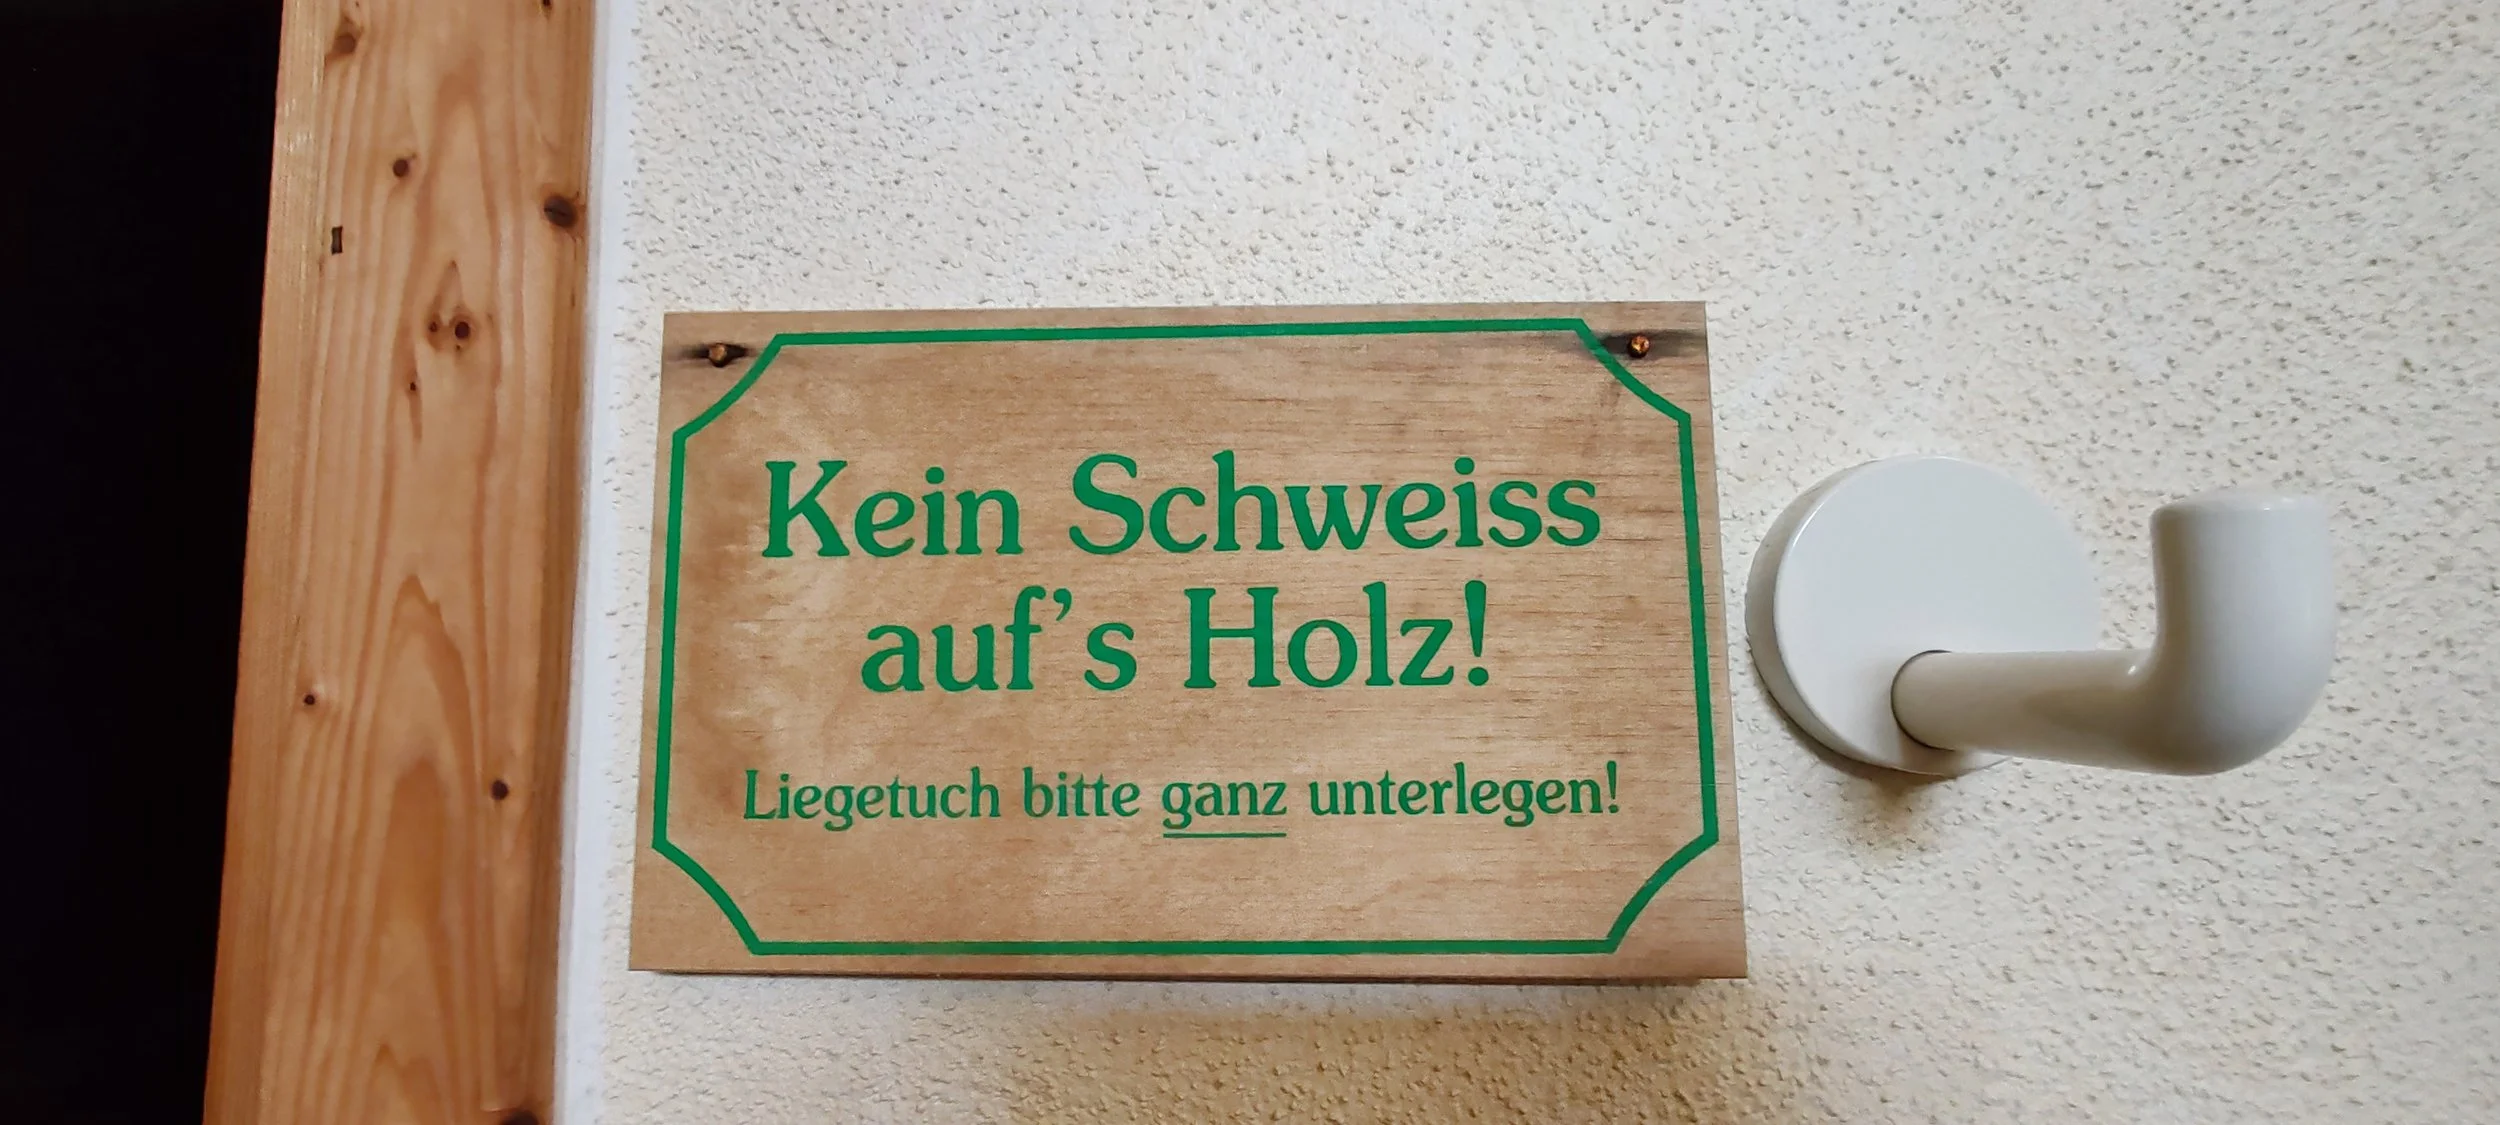 Kein Schweiss
auf’s Holz!
Liegetuch bitte ganz unterlegen!